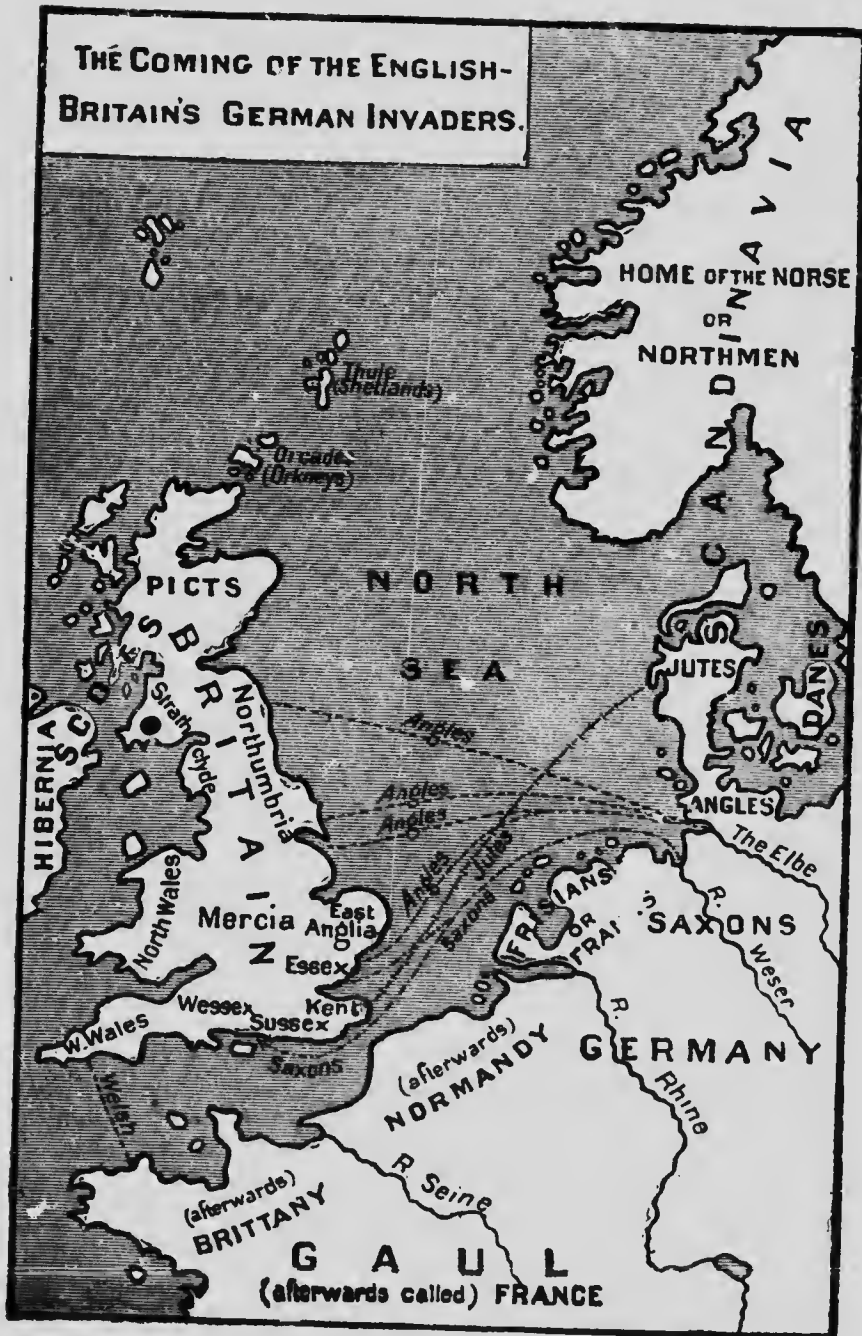 THE COMING OF THE ENGLISH-
BRITAIN'S GERMAN INVADERS.
SCANDINAVIA
HOME OF THE NORSE
OR
NORTHMEN
Thule
(Shetlands)
Orcades
(Orkneys)
PICTS
NORTH
SEA
SCOTS
BRITAIN
JUTES
DANES
Strath
clyde
Northumbria
Angles
Angles
Angles
Angles
Jutes
Saxons
ANGLES
The Elbe
HIBERNIA
FRISIANS
OR
SAXONS
R. Weser
North Wales
Mercia
East
Anglia
Essex
Wessex
Sussex
Kent
W. Wales
Saxons
Welsh
GERMANY
R. Rhine
(afterwards)
NORMANDY
R. Seine
(afterwards)
BRITTANY
GAUL
(afterwards called) FRANCE